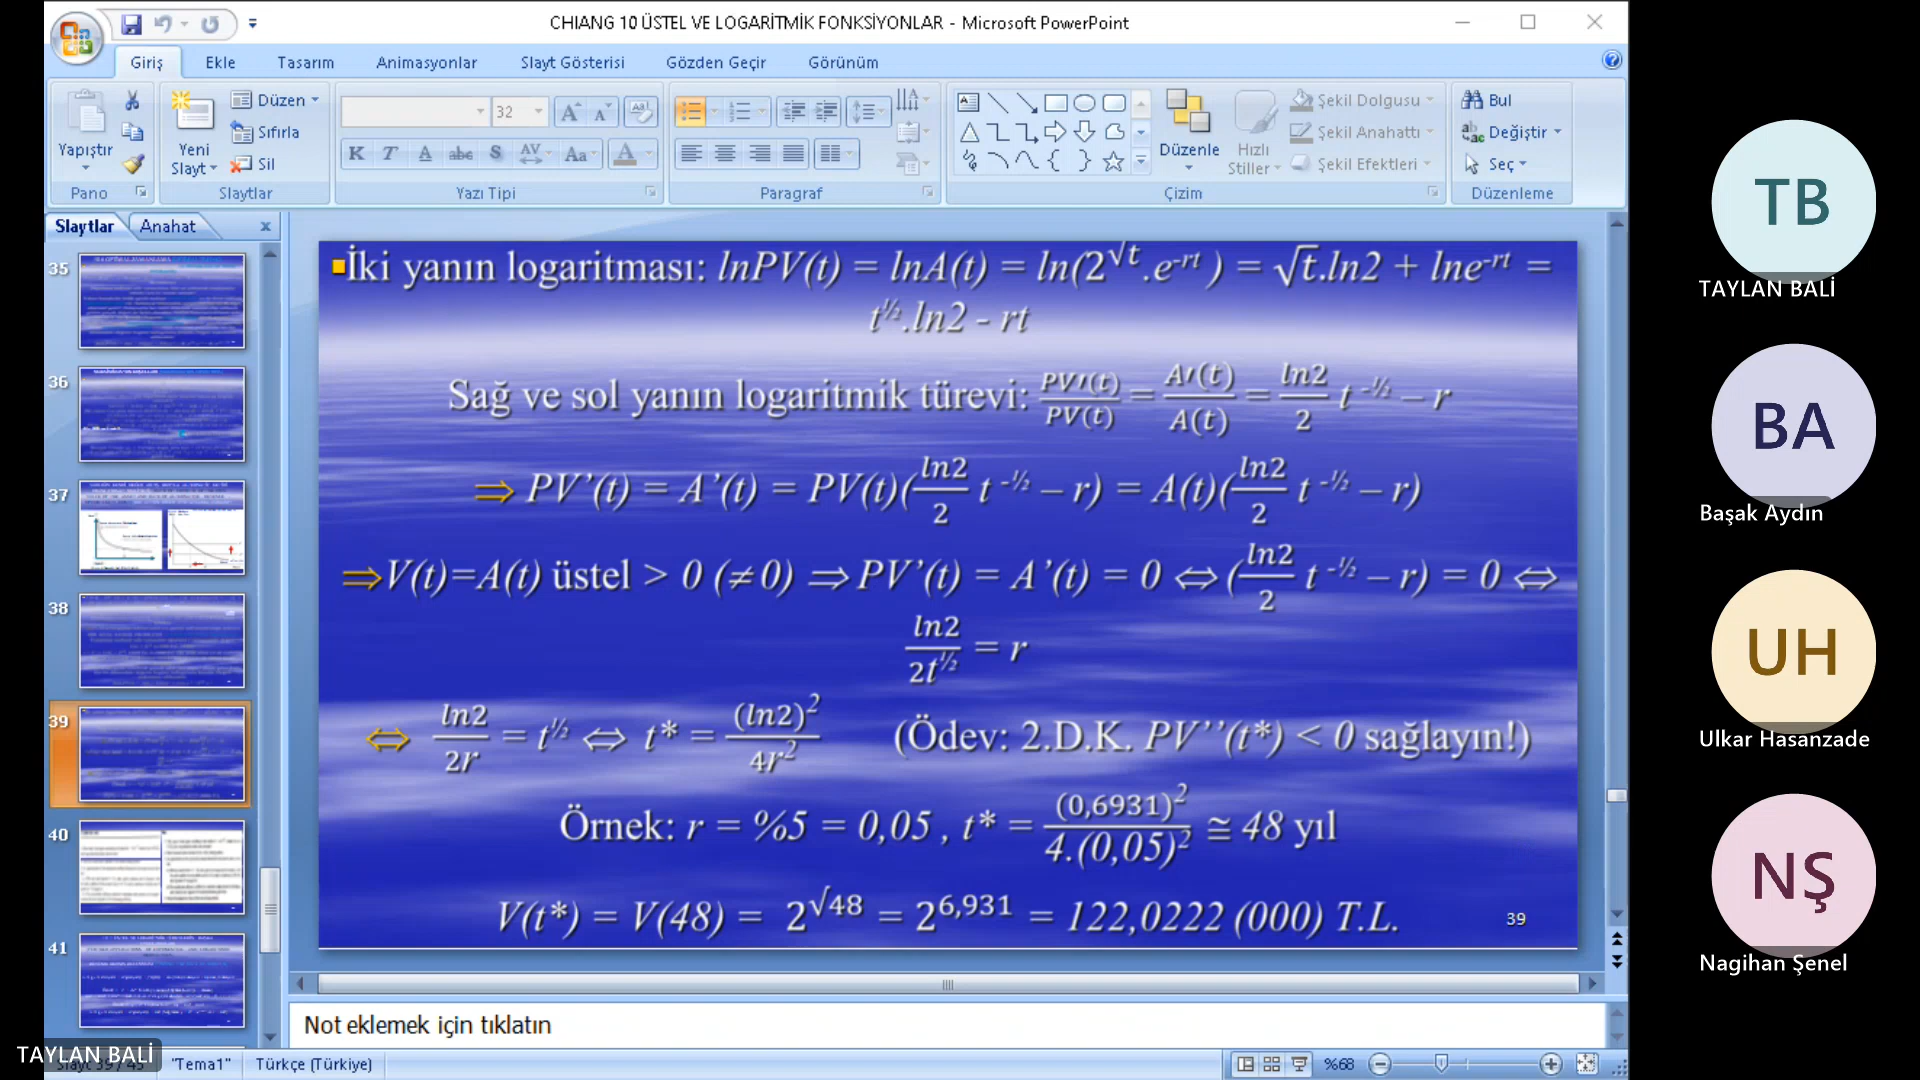 CHIANG 10 ÜSTEL VE LOGARİTMİK FONKSİYONLAR - Microsoft PowerPoint
Giriş Ekle Tasarım Animasyonlar Slayt Gösterisi Gözden Geçir Görünüm
Yapıştır
Pano
Yeni Slayt
Düzen
Sıfırla
Sil
Slaytlar
32
K T A abc S AV Aa A
Yazı Tipi
Paragraf
Düzenle
Hızlı Stiller
Şekil Dolgusu
Şekil Anahattı
Şekil Efektleri
Çizim
Bul
Değiştir
Seç
Düzenleme
Slaytlar Anahat x
35
36
37
38
39
40
41
İki yanın logaritması: lnPV(t) = lnA(t) = ln(2^√t .e^-rt ) = √t.ln2 + lne^-rt =
t^½.ln2 - rt
Sağ ve sol yanın logaritmik türevi: PV′(t)/PV(t) = A′(t)/A(t) = ln2/2 t^-½ – r
⇒ PV’(t) = A’(t) = PV(t)(ln2/2 t^-½ – r) = A(t)(ln2/2 t^-½ – r)
⇒V(t)=A(t) üstel > 0 (≠0) ⇒PV’(t) = A’(t) = 0 ⇔(ln2/2 t^-½ – r) = 0 ⇔
ln2/2t^½ = r
⇔ ln2/2r = t^½ ⇔ t* = (ln2)^2/4r^2 (Ödev: 2.D.K. PV’’(t*) < 0 sağlayın!)
Örnek: r = %5 = 0,05 , t* = (0,6931)^2/4.(0,05)^2 ≅ 48 yıl
V(t*) = V(48) = 2^√48 = 2^6,931 = 122,0222 (000) T.L.
39
Not eklemek için tıklatın
TAYLAN BALİ
"Tema1" Türkçe (Türkiye) %68
TB
TAYLAN BALİ
BA
Başak Aydın
UH
Ulkar Hasanzade
NŞ
Nagihan Şenel